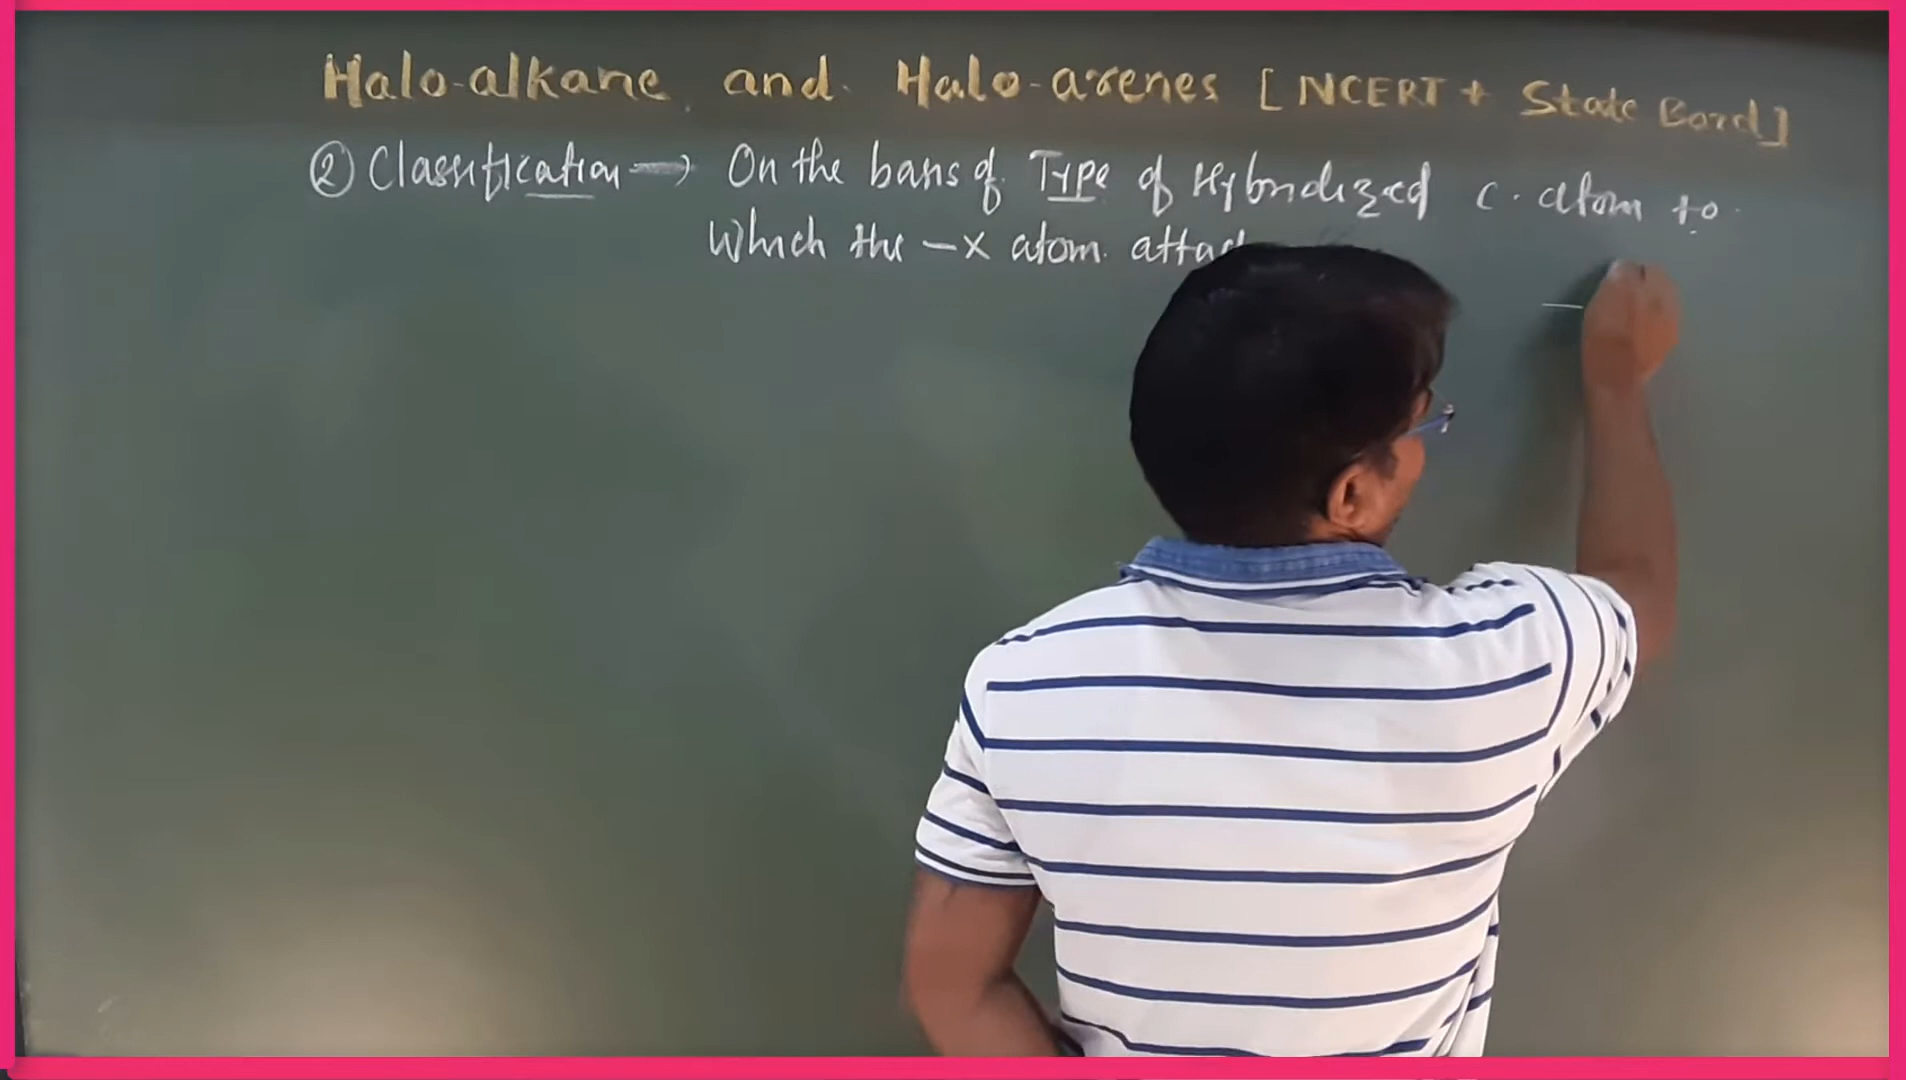 Halo-alkane and Halo-arenes [NCERT + State Bord]
② Classification → On the basis of Type of Hybridized C. atom to
Which the -X atom. attac